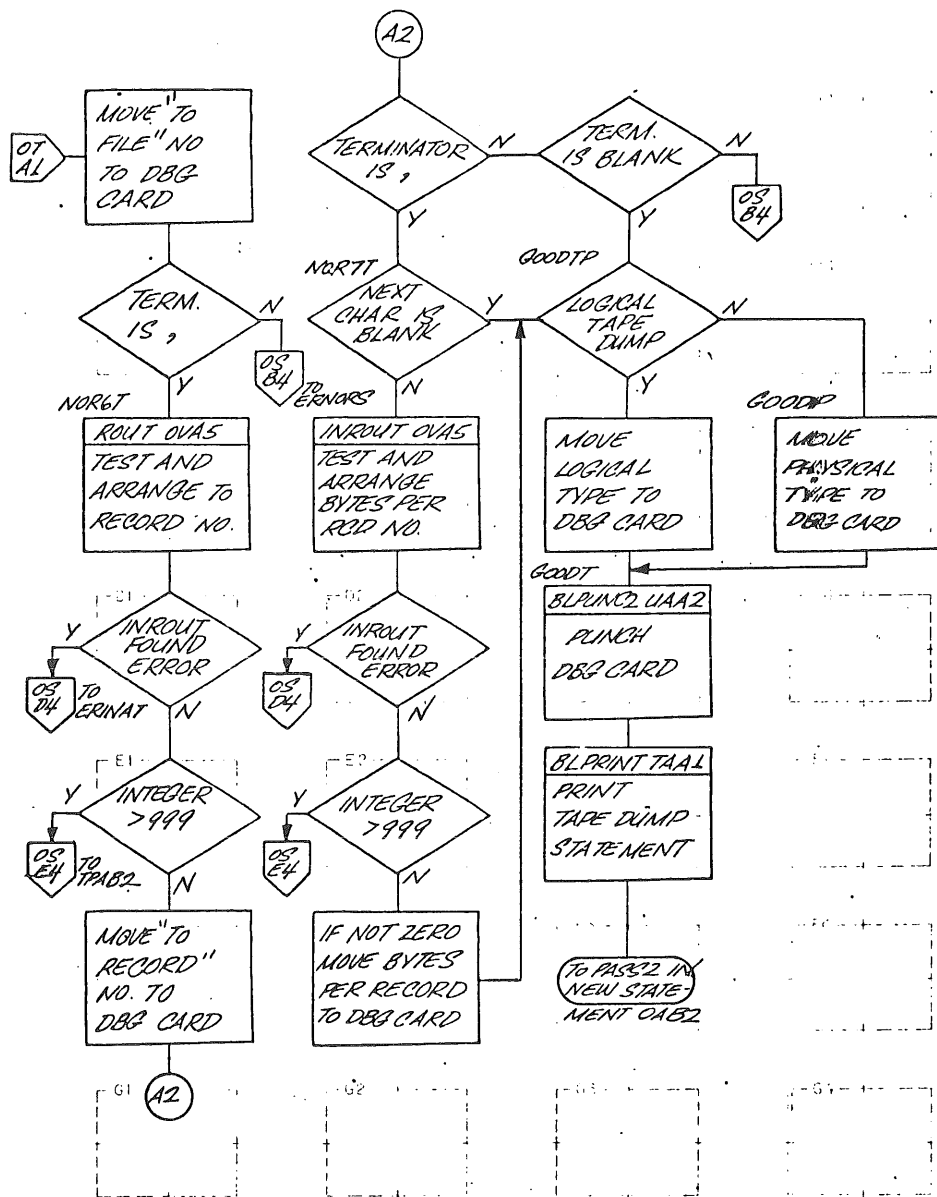 A2
OT
A1
MOVE "TO
FILE" NO
TO DBG
CARD
TERM.
IS ,
N
OS
B4
TO
ERNORS
Y
NOR6T
ROUT OVA5
TEST AND
ARRANGE TO
RECORD NO.
INROUT
FOUND
ERROR
Y
OS
D4
TO
ERINAT
N
E1
INTEGER
>999
Y
OS
E4
TO
TPAB2
N
MOVE "TO
RECORD"
NO. TO
DBG CARD
A2
G1
TERMINATOR
IS ,
N
Y
NOR7T
NEXT
CHAR IS
BLANK
Y
N
INROUT OVA5
TEST AND
ARRANGE
BYTES PER
RCD NO.
INROUT
FOUND
ERROR
Y
OS
D4
N
E2
INTEGER
>999
Y
OS
E4
N
IF NOT ZERO
MOVE BYTES
PER RECORD
TO DBG CARD
G2
TERM.
IS BLANK
N
OS
B4
Y
GOODTP
LOGICAL
TAPE
DUMP
N
Y
MOVE
LOGICAL
TYPE TO
DBG CARD
GOODP
MOVE
PHYSICAL
TYPE TO
DBG CARD
GOODT
BLPUNC2 UAA2
PUNCH
DBG CARD
BLPRINT TAA1
PRINT
TAPE DUMP
STATEMENT
TO PASS2 IN
NEW STATE-
MENT OAB2